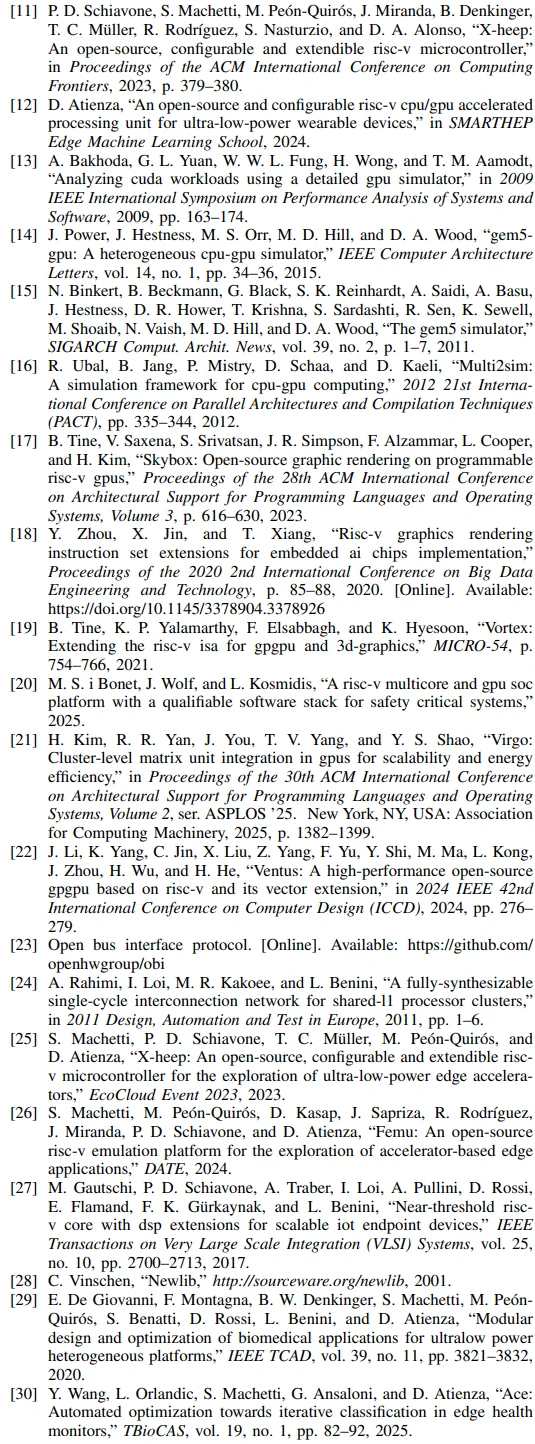 [11] P. D. Schiavone, S. Machetti, M. Peón-Quirós, J. Miranda, B. Denkinger,
T. C. Müller, R. Rodríguez, S. Nasturzio, and D. A. Alonso, “X-heep:
An open-source, configurable and extendible risc-v microcontroller,”
in Proceedings of the ACM International Conference on Computing
Frontiers, 2023, p. 379–380.
[12] D. Atienza, “An open-source and configurable risc-v cpu/gpu accelerated
processing unit for ultra-low-power wearable devices,” in SMARTHEP
Edge Machine Learning School, 2024.
[13] A. Bakhoda, G. L. Yuan, W. W. L. Fung, H. Wong, and T. M. Aamodt,
“Analyzing cuda workloads using a detailed gpu simulator,” in 2009
IEEE International Symposium on Performance Analysis of Systems and
Software, 2009, pp. 163–174.
[14] J. Power, J. Hestness, M. S. Orr, M. D. Hill, and D. A. Wood, “gem5-
gpu: A heterogeneous cpu-gpu simulator,” IEEE Computer Architecture
Letters, vol. 14, no. 1, pp. 34–36, 2015.
[15] N. Binkert, B. Beckmann, G. Black, S. K. Reinhardt, A. Saidi, A. Basu,
J. Hestness, D. R. Hower, T. Krishna, S. Sardashti, R. Sen, K. Sewell,
M. Shoaib, N. Vaish, M. D. Hill, and D. A. Wood, “The gem5 simulator,”
SIGARCH Comput. Archit. News, vol. 39, no. 2, p. 1–7, 2011.
[16] R. Ubal, B. Jang, P. Mistry, D. Schaa, and D. Kaeli, “Multi2sim:
A simulation framework for cpu-gpu computing,” 2012 21st Interna-
tional Conference on Parallel Architectures and Compilation Techniques
(PACT), pp. 335–344, 2012.
[17] B. Tine, V. Saxena, S. Srivatsan, J. R. Simpson, F. Alzammar, L. Cooper,
and H. Kim, “Skybox: Open-source graphic rendering on programmable
risc-v gpus,” Proceedings of the 28th ACM International Conference
on Architectural Support for Programming Languages and Operating
Systems, Volume 3, p. 616–630, 2023.
[18] Y. Zhou, X. Jin, and T. Xiang, “Risc-v graphics rendering
instruction set extensions for embedded ai chips implementation,”
Proceedings of the 2020 2nd International Conference on Big Data
Engineering and Technology, p. 85–88, 2020. [Online]. Available:
https://doi.org/10.1145/3378904.3378926
[19] B. Tine, K. P. Yalamarthy, F. Elsabbagh, and K. Hyesoon, “Vortex:
Extending the risc-v isa for gpgpu and 3d-graphics,” MICRO-54, p.
754–766, 2021.
[20] M. S. i Bonet, J. Wolf, and L. Kosmidis, “A risc-v multicore and gpu soc
platform with a qualifiable software stack for safety critical systems,”
2025.
[21] H. Kim, R. R. Yan, J. You, T. V. Yang, and Y. S. Shao, “Virgo:
Cluster-level matrix unit integration in gpus for scalability and energy
efficiency,” in Proceedings of the 30th ACM International Conference
on Architectural Support for Programming Languages and Operating
Systems, Volume 2, ser. ASPLOS ’25. New York, NY, USA: Association
for Computing Machinery, 2025, p. 1382–1399.
[22] J. Li, K. Yang, C. Jin, X. Liu, Z. Yang, F. Yu, Y. Shi, M. Ma, L. Kong,
J. Zhou, H. Wu, and H. He, “Ventus: A high-performance open-source
gpgpu based on risc-v and its vector extension,” in 2024 IEEE 42nd
International Conference on Computer Design (ICCD), 2024, pp. 276–
279.
[23] Open bus interface protocol. [Online]. Available: https://github.com/
openhwgroup/obi
[24] A. Rahimi, I. Loi, M. R. Kakoee, and L. Benini, “A fully-synthesizable
single-cycle interconnection network for shared-l1 processor clusters,”
in 2011 Design, Automation and Test in Europe, 2011, pp. 1–6.
[25] S. Machetti, P. D. Schiavone, T. C. Müller, M. Peón-Quirós, and
D. Atienza, “X-heep: An open-source, configurable and extendible risc-
v microcontroller for the exploration of ultra-low-power edge accelera-
tors,” EcoCloud Event 2023, 2023.
[26] S. Machetti, M. Peón-Quirós, D. Kasap, J. Sapriza, R. Rodríguez,
J. Miranda, P. D. Schiavone, and D. Atienza, “Femu: An open-source
risc-v emulation platform for the exploration of accelerator-based edge
applications,” DATE, 2024.
[27] M. Gautschi, P. D. Schiavone, A. Traber, I. Loi, A. Pullini, D. Rossi,
E. Flamand, F. K. Gürkaynak, and L. Benini, “Near-threshold risc-
v core with dsp extensions for scalable iot endpoint devices,” IEEE
Transactions on Very Large Scale Integration (VLSI) Systems, vol. 25,
no. 10, pp. 2700–2713, 2017.
[28] C. Vinschen, “Newlib,” http://sourceware.org/newlib, 2001.
[29] E. De Giovanni, F. Montagna, B. W. Denkinger, S. Machetti, M. Peón-
Quirós, S. Benatti, D. Rossi, L. Benini, and D. Atienza, “Modular
design and optimization of biomedical applications for ultralow power
heterogeneous platforms,” IEEE TCAD, vol. 39, no. 11, pp. 3821–3832,
2020.
[30] Y. Wang, L. Orlandic, S. Machetti, G. Ansaloni, and D. Atienza, “Ace:
Automated optimization towards iterative classification in edge health
monitors,” TBioCAS, vol. 19, no. 1, pp. 82–92, 2025.